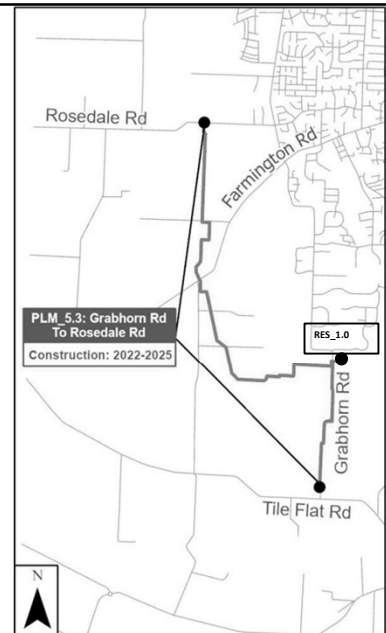 Rosedale Rd
Farmington Rd
PLM_5.3: Grabhorn Rd
To Rosedale Rd
Construction: 2022-2025
RES_1.0
Grabhorn Rd
Tile Flat Rd
N